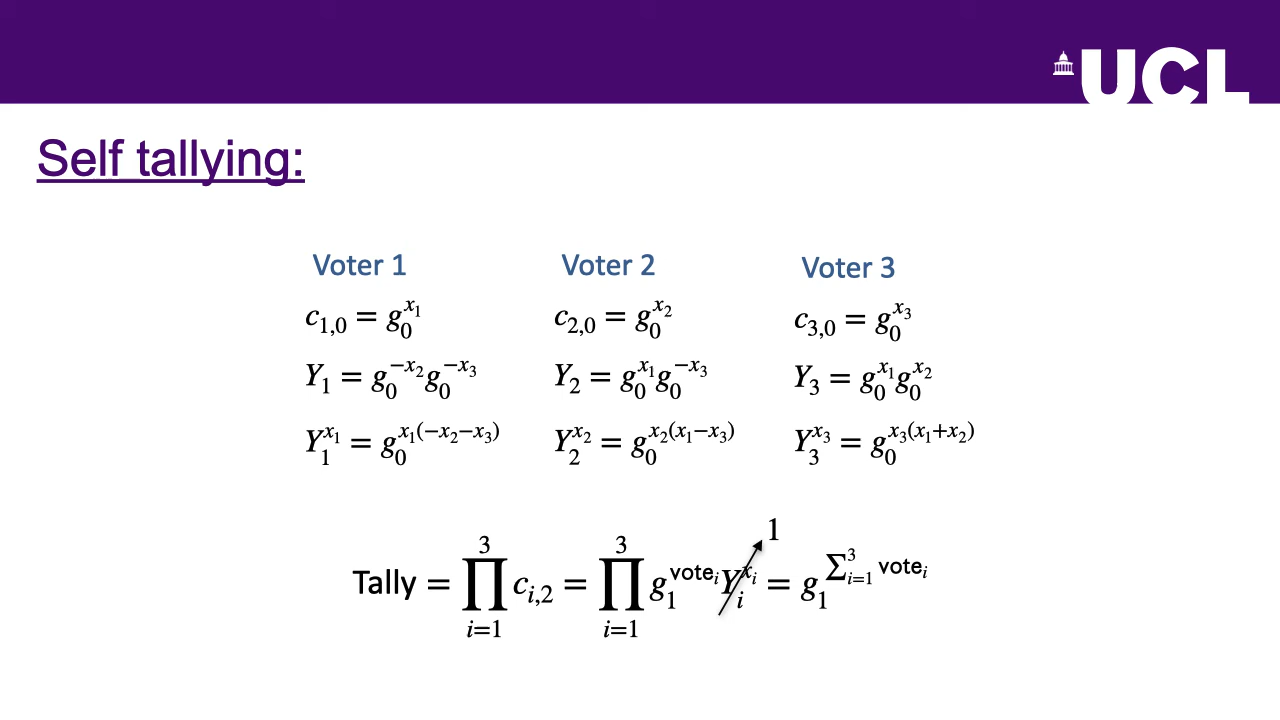 UCL
Self tallying:
Voter 1 Voter 2 Voter 3
c_{1,0} = g_0^{x_1} c_{2,0} = g_0^{x_2} c_{3,0} = g_0^{x_3}
Y_1 = g_0^{-x_2} g_0^{-x_3} Y_2 = g_0^{x_1} g_0^{-x_3} Y_3 = g_0^{x_1} g_0^{x_2}
Y_1^{x_1} = g_0^{x_1(-x_2-x_3)} Y_2^{x_2} = g_0^{x_2(x_1-x_3)} Y_3^{x_3} = g_0^{x_3(x_1+x_2)}
1
Tally = ∏_{i=1}^{3} c_{i,2} = ∏_{i=1}^{3} g_1^{vote_i} Y_i^{x_i} = g_1^{Σ_{i=1}^{3} vote_i}